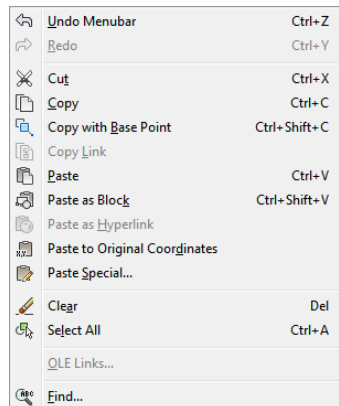 Undo Menubar Ctrl+Z
Redo Ctrl+Y
Cut Ctrl+X
Copy Ctrl+C
Copy with Base Point Ctrl+Shift+C
Copy Link
Paste Ctrl+V
Paste as Block Ctrl+Shift+V
Paste as Hyperlink
Paste to Original Coordinates
Paste Special...
Clear Del
Select All Ctrl+A
OLE Links...
Find...